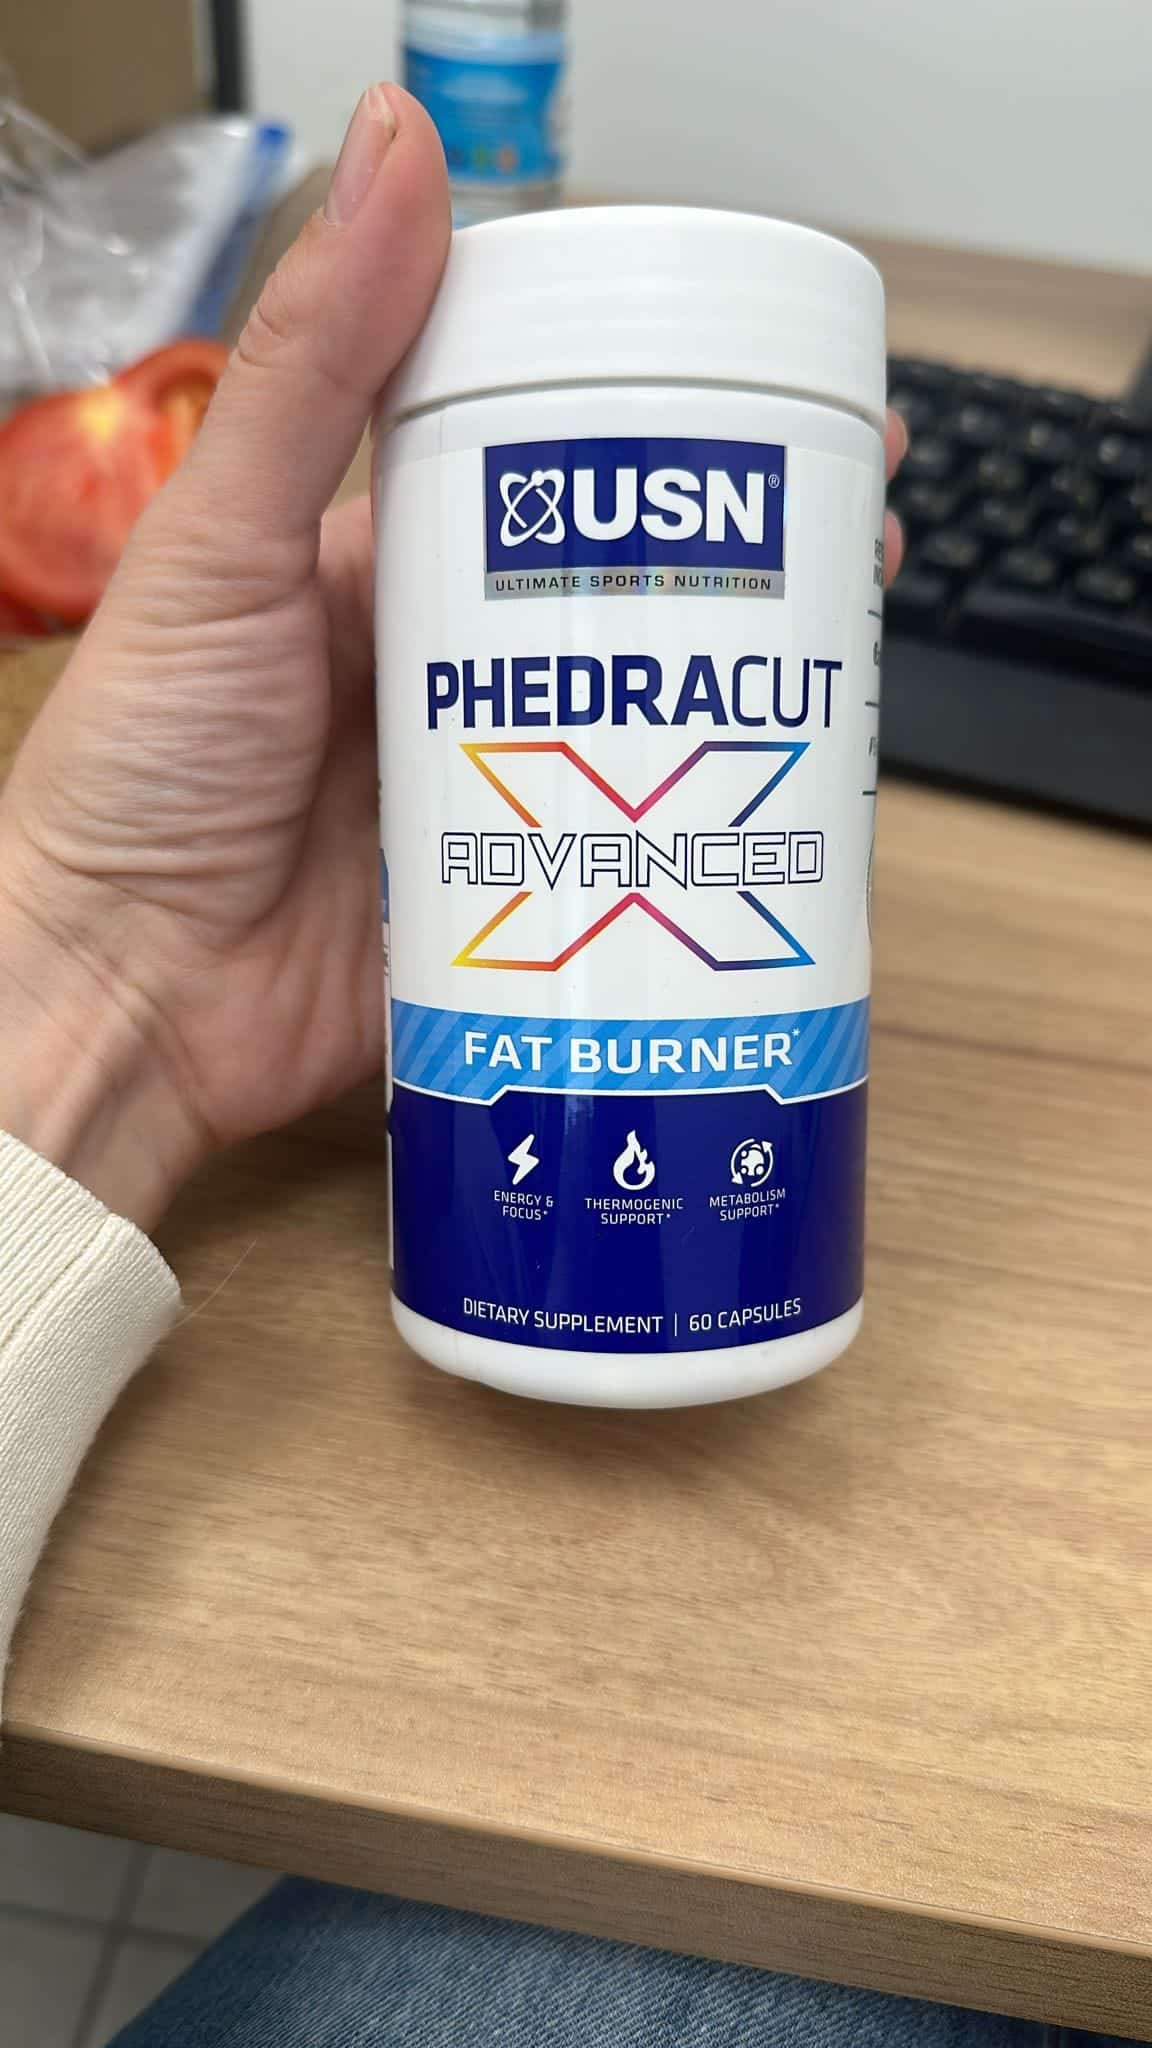 USN®
ULTIMATE SPORTS NUTRITION
PHEDRACUT
X
ADVANCED
FAT BURNER*
ENERGY &
FOCUS*
THERMOGENIC
SUPPORT*
METABOLISM
SUPPORT*
DIETARY SUPPLEMENT | 60 CAPSULES